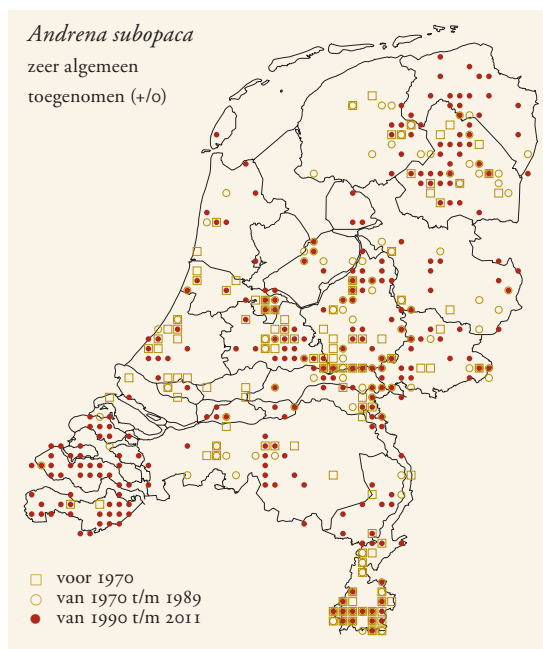 Andrena subopaca
zeer algemeen
toegenomen (+/0)
voor 1970
van 1970 t/m 1989
van 1990 t/m 2011